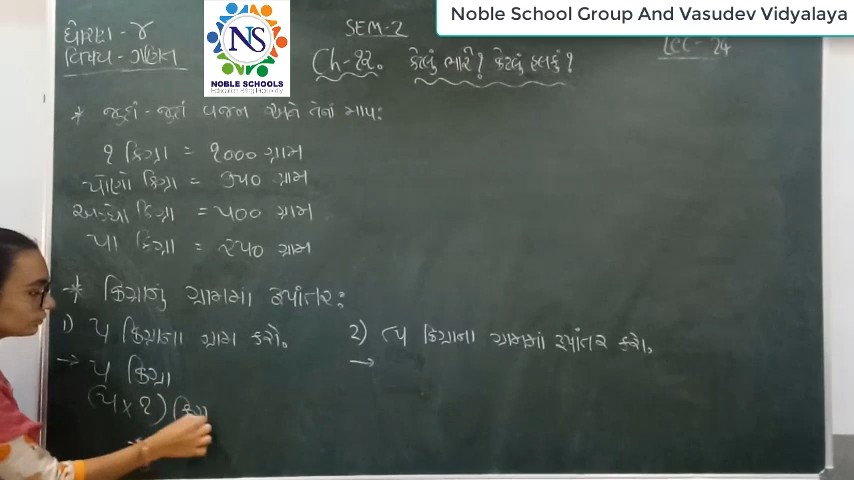 Noble School Group And Vasudev Vidyalaya
ધોરણ - ૪
SEM-2
વિષય - ગણિત
NS
NOBLE SCHOOLS
Ch-૧૨. કેટલું ભારે? કેટલું હલકું?
LEC - 24
* જુદાં-જુદાં વજન અને તેનાં માપ:
૧ કિગ્રા = ૧૦૦૦ ગ્રામ
પોણો કિગ્રા = ૭૫૦ ગ્રામ
અડધો કિગ્રા = ૫૦૦ ગ્રામ
પા કિગ્રા = ૨૫૦ ગ્રામ
* કિગ્રાનું ગ્રામમાં રૂપાંતર:
1) ૫ કિગ્રાના ગ્રામ કરો.
→ ૫ કિગ્રા
(૫ x ૧) કિગ્રા
2) ૮૫ કિગ્રાના ગ્રામમાં રૂપાંતર કરો.
→